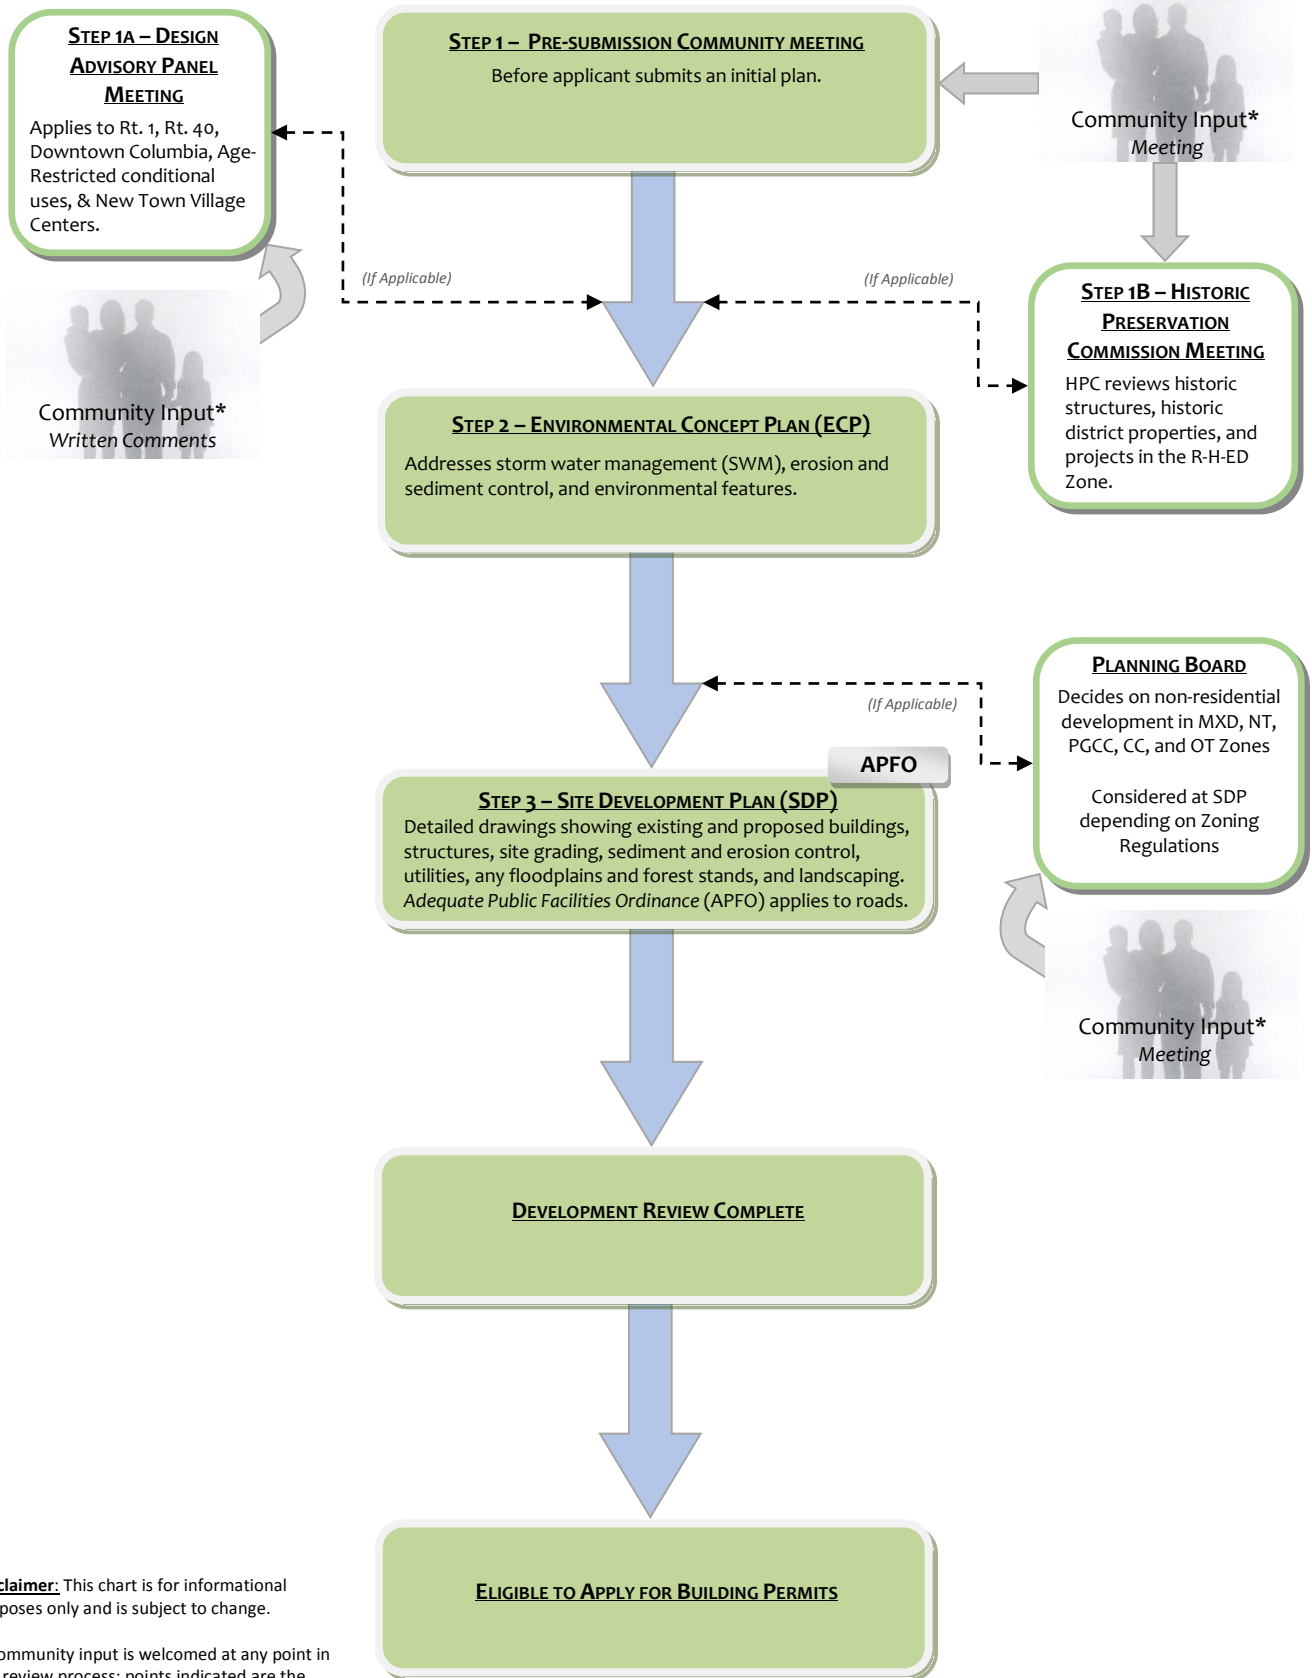 STEP 1A – DESIGN
ADVISORY PANEL
MEETING
Applies to Rt. 1, Rt. 40,
Downtown Columbia, Age-
Restricted conditional
uses, & New Town Village
Centers.
STEP 1 – PRE-SUBMISSION COMMUNITY MEETING
Before applicant submits an initial plan.
Community Input*
Meeting
(If Applicable)
(If Applicable)
Community Input*
Written Comments
STEP 1B – HISTORIC
PRESERVATION
COMMISSION MEETING
HPC reviews historic
structures, historic
district properties, and
projects in the R-H-ED
Zone.
STEP 2 – ENVIRONMENTAL CONCEPT PLAN (ECP)
Addresses storm water management (SWM), erosion and
sediment control, and environmental features.
(If Applicable)
PLANNING BOARD
Decides on non-residential
development in MXD, NT,
PGCC, CC, and OT Zones
Considered at SDP
depending on Zoning
Regulations
APFO
STEP 3 – SITE DEVELOPMENT PLAN (SDP)
Detailed drawings showing existing and proposed buildings,
structures, site grading, sediment and erosion control,
utilities, any floodplains and forest stands, and landscaping.
Adequate Public Facilities Ordinance (APFO) applies to roads.
Community Input*
Meeting
DEVELOPMENT REVIEW COMPLETE
ELIGIBLE TO APPLY FOR BUILDING PERMITS
claimer: This chart is for informational
poses only and is subject to change.
ommunity input is welcomed at any point in
review process; points indicated are the